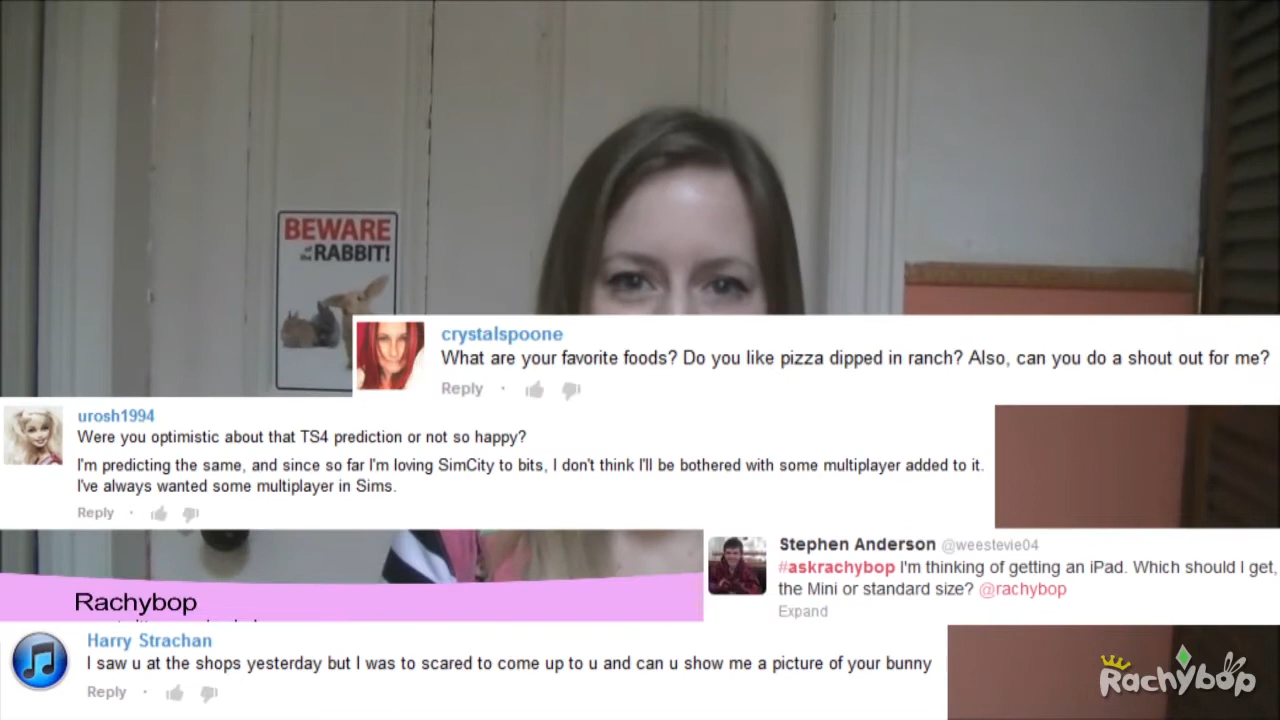 BEWARE
of the RABBIT!
crystalspoone
What are your favorite foods? Do you like pizza dipped in ranch? Also, can you do a shout out for me?
Reply ·
urosh1994
Were you optimistic about that TS4 prediction or not so happy?
I'm predicting the same, and since so far I'm loving SimCity to bits, I don't think I'll be bothered with some multiplayer added to it.
I've always wanted some multiplayer in Sims.
Reply ·
Stephen Anderson @weestevie04
#askrachybop I'm thinking of getting an iPad. Which should I get,
the Mini or standard size? @rachybop
Expand
Rachybop
Harry Strachan
I saw u at the shops yesterday but I was to scared to come up to u and can u show me a picture of your bunny
Reply ·
Rachybop